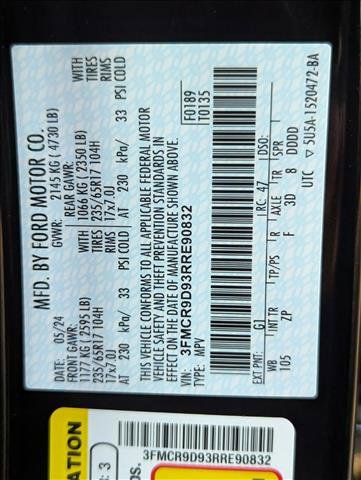 MFD. BY FORD MOTOR CO.
DATE: 05/24 GVWR: 2145 KG ( 4730 LB)
FRONT GAWR: REAR GAWR:
1177 KG ( 2595 LB) 1066 KG ( 2350 LB) WITH
235/65R17 104H 235/65R17 104H TIRES
17x7.0J 17x7.0J RIMS
AT 230 kPa/ 33 PSI COLD AT 230 kPa/ 33 PSI COLD
THIS VEHICLE CONFORMS TO ALL APPLICABLE FEDERAL MOTOR
VEHICLE SAFETY AND THEFT PREVENTION STANDARDS IN
EFFECT ON THE DATE OF MANUFACTURE SHOWN ABOVE.
VIN: 3FMCR9D93RRE90832 F0189
TYPE: MPV T0135
EXT PNT: G1 RC: 47 DSO:
WB INT TR TP/PS R AXLE TR SPR
105 ZP F 3D 8 DDDD
UTC ▽ 5U5A-1520472-BA
ATION
: 3
OS.
3FMCR9D93RRE90832